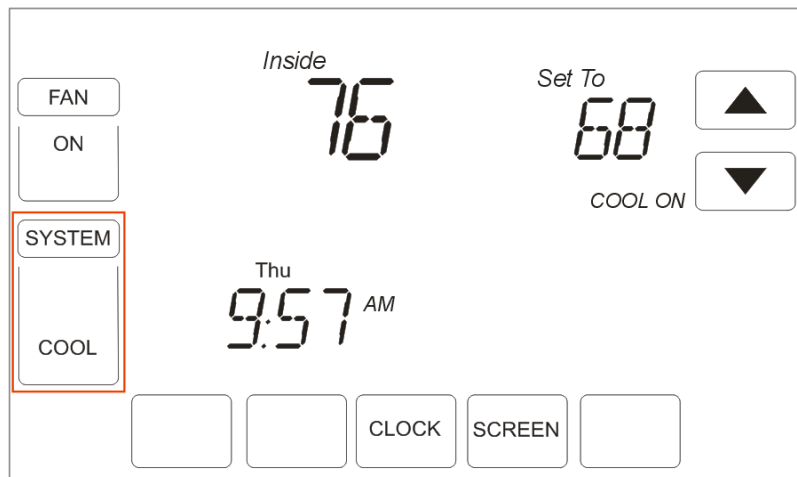 Inside
76
Set To
68
COOL ON
FAN
ON
SYSTEM
COOL
Thu
9:57 AM
CLOCK
SCREEN